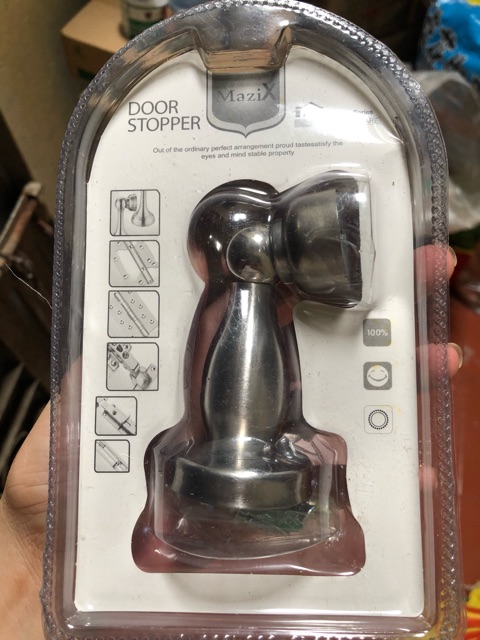 MaziX
DOOR
STOPPER
Out of the ordinary perfect arrangement proud tastesatisfy the
eyes and mind stable property
100%